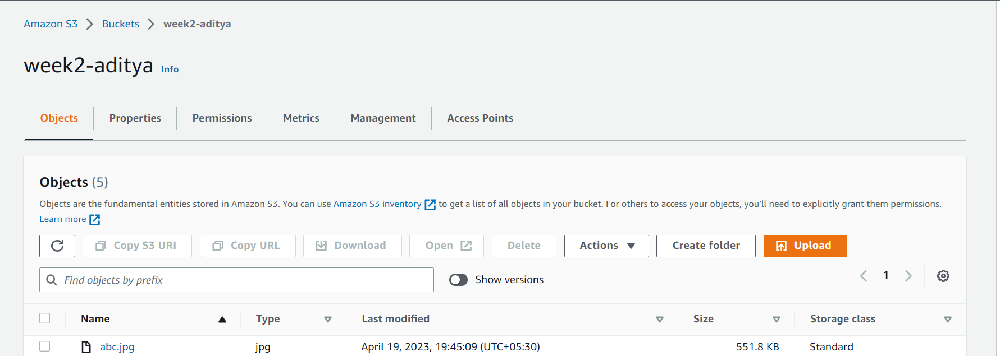 Amazon S3 > Buckets > week2-aditya
week2-aditya Info
Objects Properties Permissions Metrics Management Access Points
Objects (5)
Objects are the fundamental entities stored in Amazon S3. You can use Amazon S3 inventory to get a list of all objects in your bucket. For others to access your objects, you’ll need to explicitly grant them permissions.
Learn more
Copy S3 URI Copy URL Download Open Delete Actions Create folder Upload
Find objects by prefix Show versions 1
Name Type Last modified Size Storage class
abc.jpg jpg April 19, 2023, 19:45:09 (UTC+05:30) 551.8 KB Standard